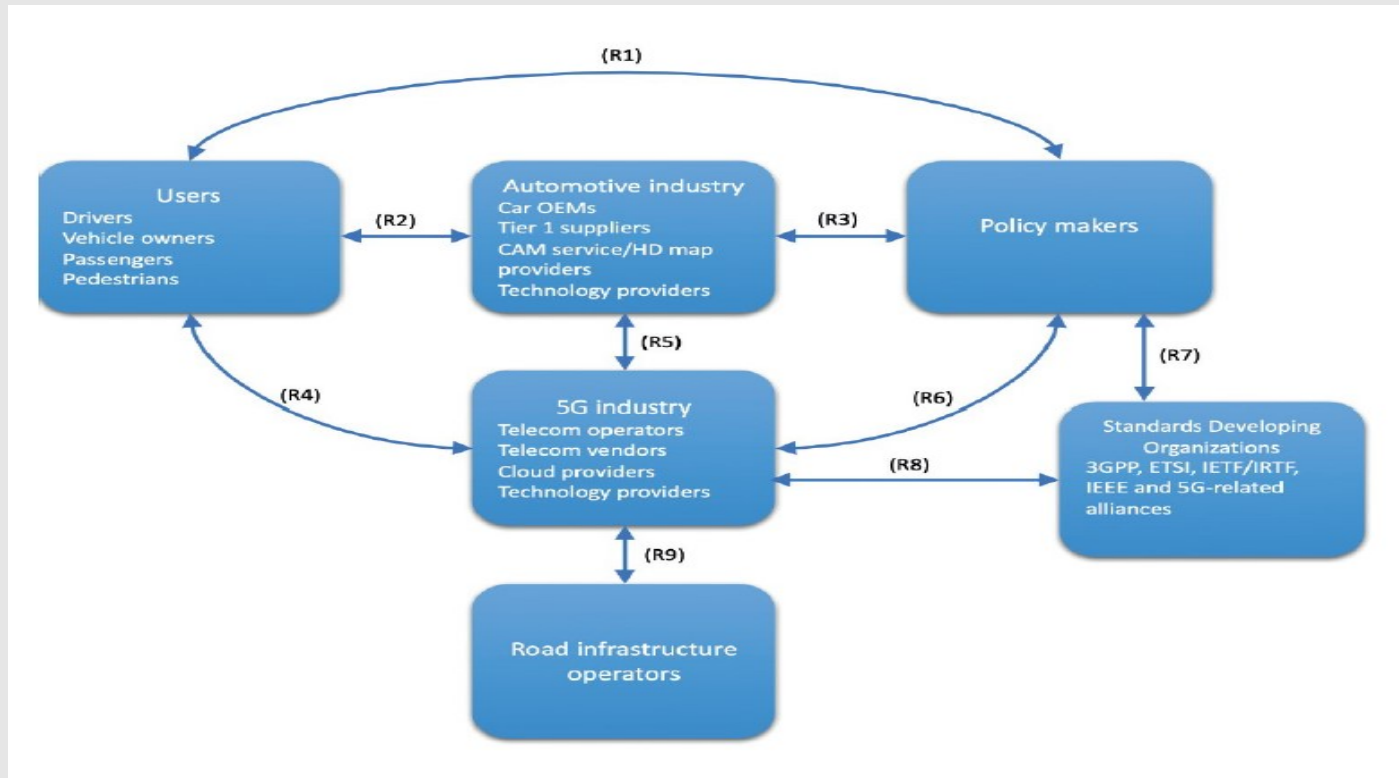 (R1)
Users
Drivers
Vehicle owners
Passengers
Pedestrians
(R2)
Automotive industry
Car OEMs
Tier 1 suppliers
CAM service/HD map
providers
Technology providers
(R3)
Policy makers
(R4)
(R5)
(R6)
(R7)
5G industry
Telecom operators
Telecom vendors
Cloud providers
Technology providers
(R8)
Standards Developing
Organizations
3GPP, ETSI, IETF/IRTF,
IEEE and 5G-related
alliances
(R9)
Road infrastructure
operators